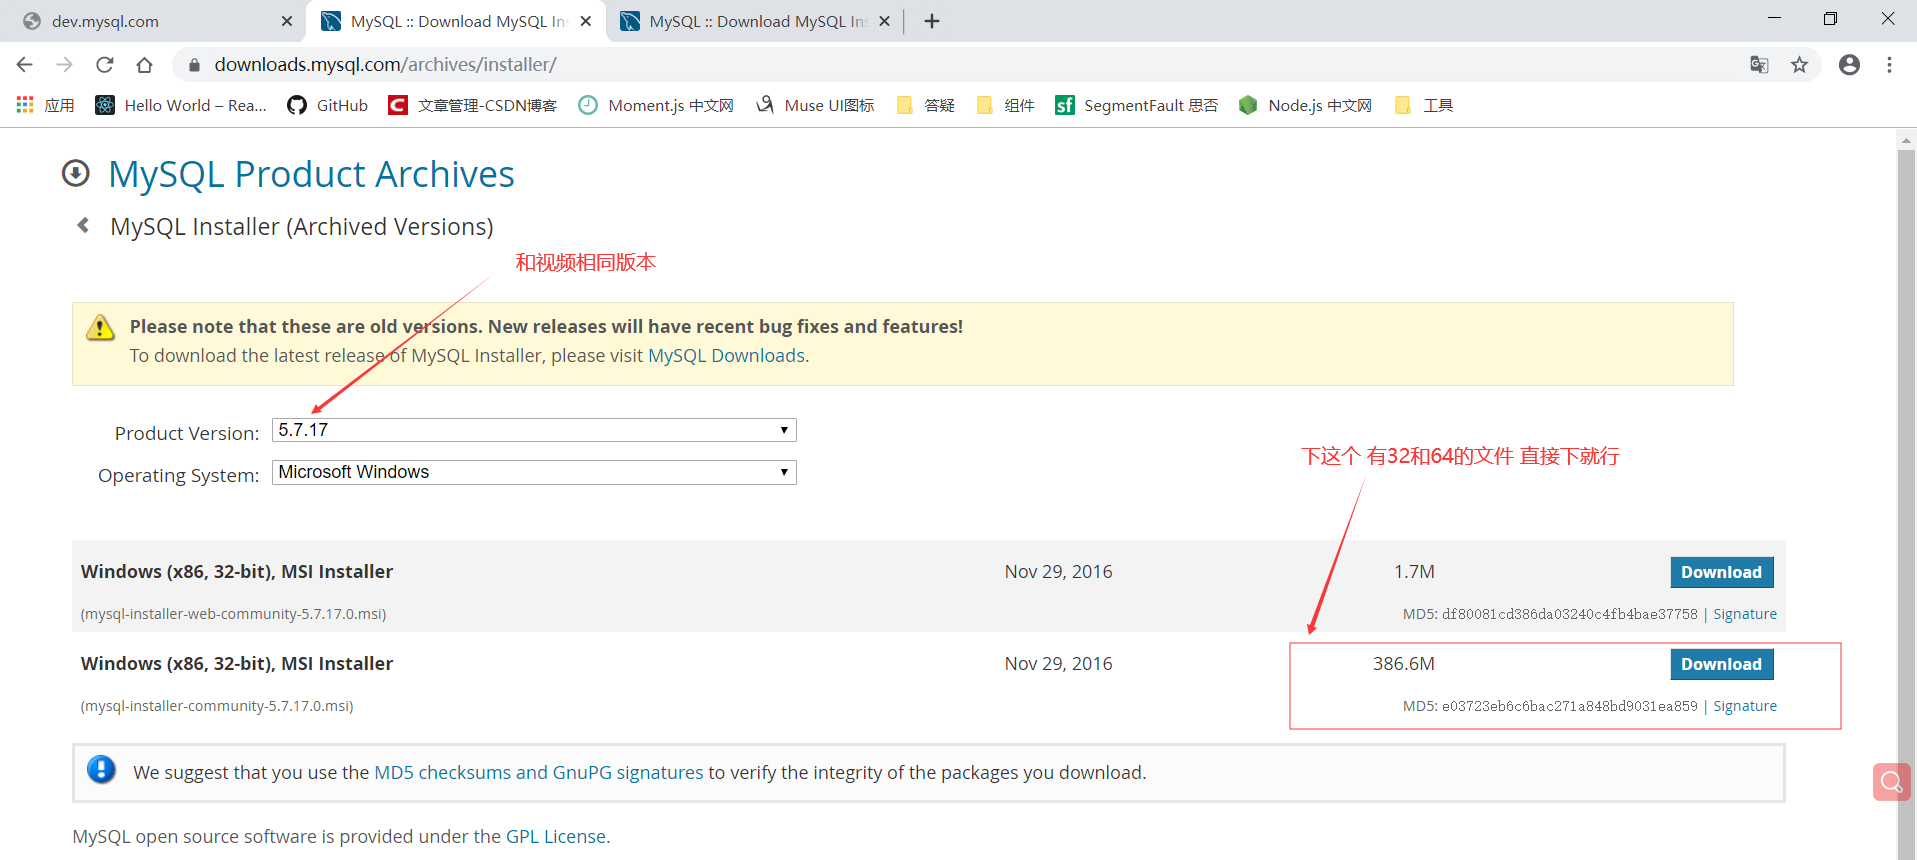 dev.mysql.com
MySQL :: Download MySQL Ins
MySQL :: Download MySQL Ins
downloads.mysql.com/archives/installer/
应用 Hello World – Rea... GitHub 文章管理-CSDN博客 Moment.js 中文网 Muse UI图标 答疑 组件 SegmentFault 思否 Node.js 中文网 工具
MySQL Product Archives
MySQL Installer (Archived Versions)
和视频相同版本
Please note that these are old versions. New releases will have recent bug fixes and features!
To download the latest release of MySQL Installer, please visit MySQL Downloads.
Product Version: 5.7.17
下这个 有32和64的文件 直接下就行
Operating System: Microsoft Windows
Windows (x86, 32-bit), MSI Installer Nov 29, 2016 1.7M Download
(mysql-installer-web-community-5.7.17.0.msi) MD5: df80081cd386da03240c4fb4bae37758 | Signature
Windows (x86, 32-bit), MSI Installer Nov 29, 2016 386.6M Download
(mysql-installer-community-5.7.17.0.msi) MD5: e03723eb6c6bac271a848bd9031ea859 | Signature
We suggest that you use the MD5 checksums and GnuPG signatures to verify the integrity of the packages you download.
MySQL open source software is provided under the GPL License.